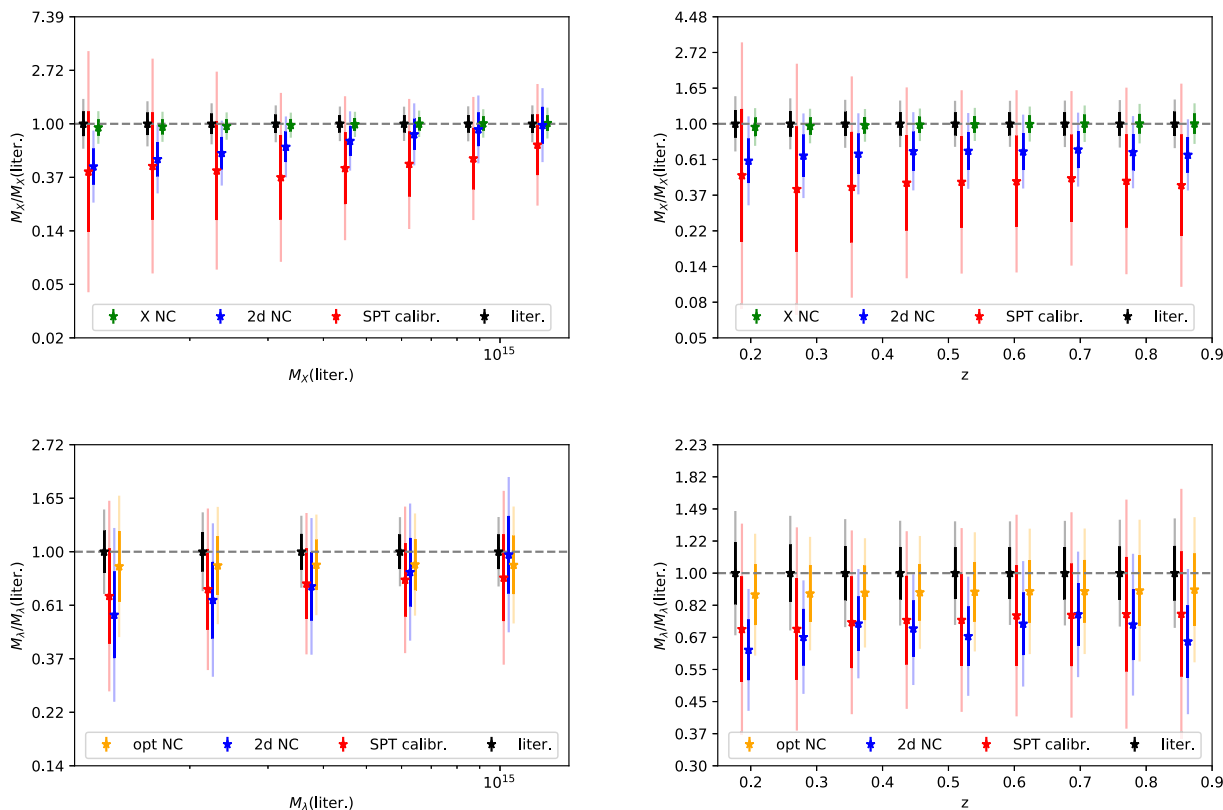 7.39
2.72
1.00
0.37
0.14
0.05
0.02
M_X/M_X(liter.)
X NC 2d NC SPT calibr. liter.
10^15
M_X(liter.)
4.48
2.72
1.65
1.00
0.61
0.37
0.22
0.14
0.08
0.05
M_X/M_X(liter.)
X NC 2d NC SPT calibr. liter.
0.2 0.3 0.4 0.5 0.6 0.7 0.8 0.9
z
2.72
1.65
1.00
0.61
0.37
0.22
0.14
M_λ/M_λ(liter.)
opt NC 2d NC SPT calibr. liter.
10^15
M_λ(liter.)
2.23
1.82
1.49
1.22
1.00
0.82
0.67
0.55
0.45
0.37
0.30
M_λ/M_λ(liter.)
opt NC 2d NC SPT calibr. liter.
0.2 0.3 0.4 0.5 0.6 0.7 0.8 0.9
z